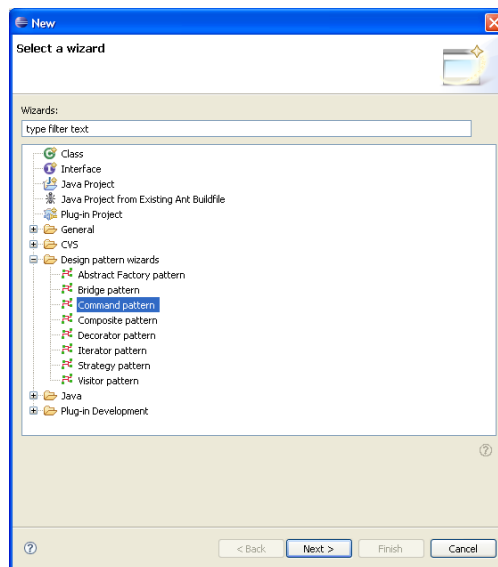 New
Select a wizard
Wizards:
type filter text
Class
Interface
Java Project
Java Project from Existing Ant Buildfile
Plug-in Project
General
CVS
Design pattern wizards
Abstract Factory pattern
Bridge pattern
Command pattern
Composite pattern
Decorator pattern
Iterator pattern
Strategy pattern
Visitor pattern
Java
Plug-in Development
< Back Next > Finish Cancel